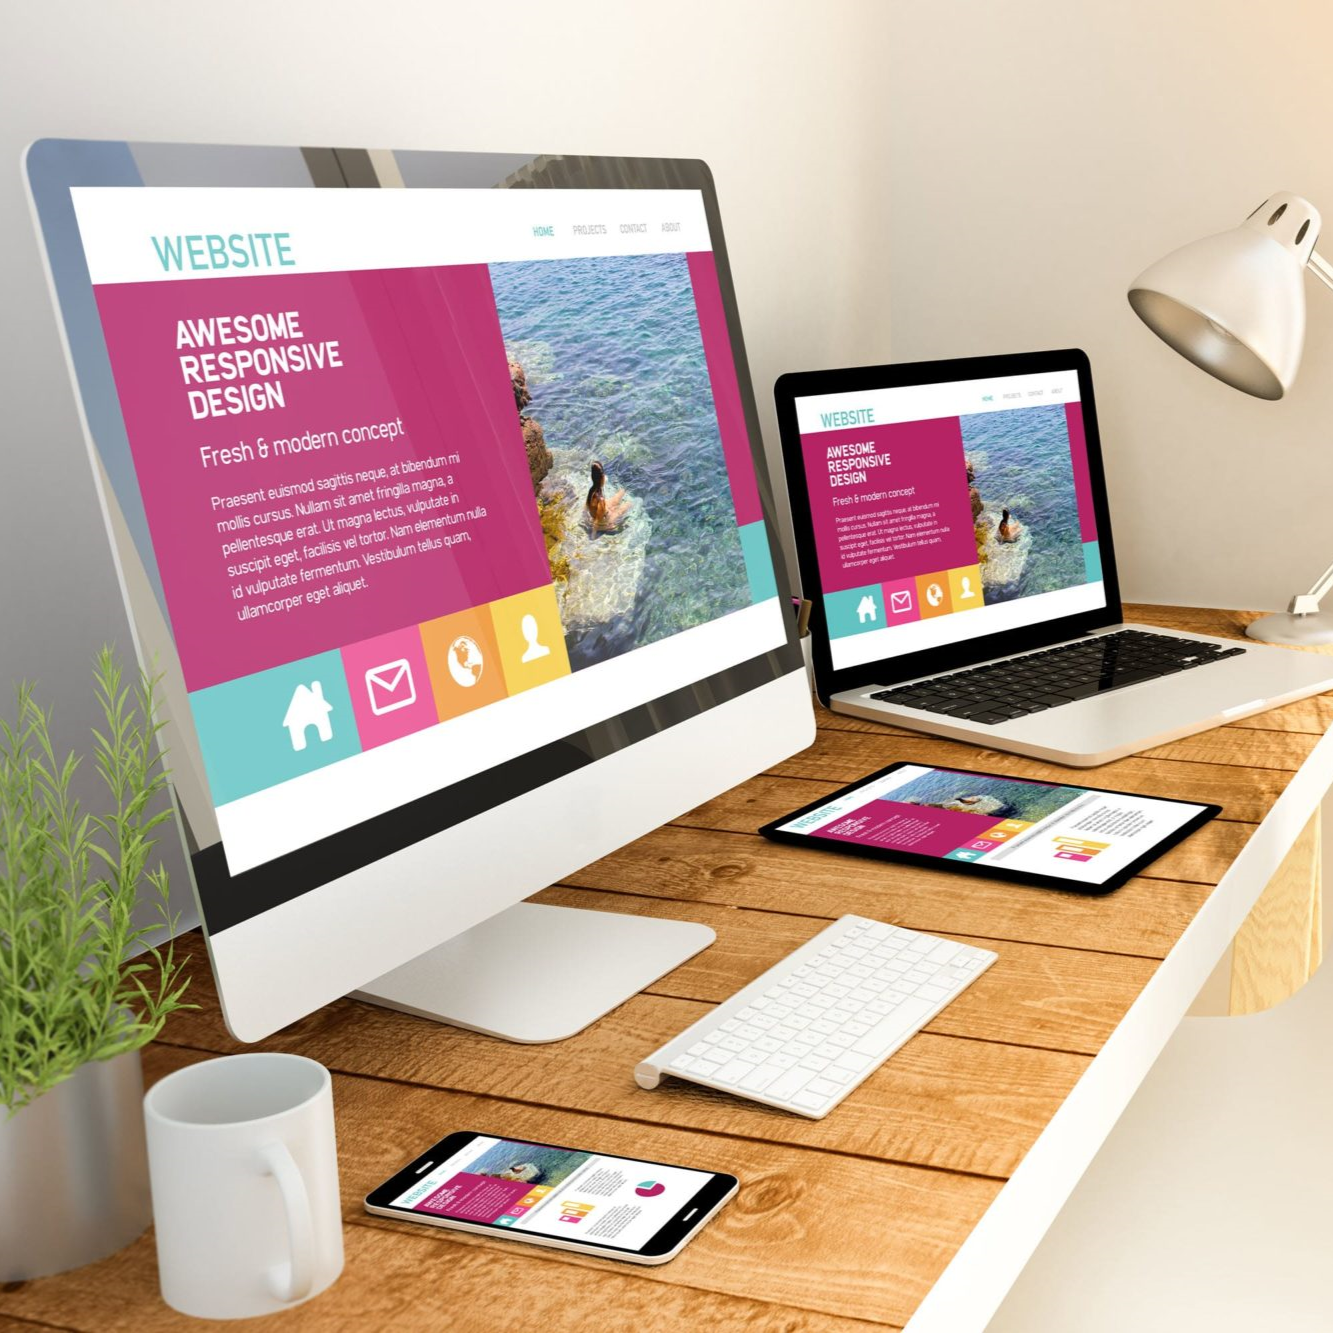 WEBSITE
HOME PROJECTS CONTACT ABOUT
AWESOME
RESPONSIVE
DESIGN
Fresh & modern concept
Praesent euismod sagittis neque, at bibendum mi
mollis cursus. Nullam sit amet fringilla magna, a
pellentesque erat. Ut magna lectus, vulputate in
suscipit eget, facilisis vel tortor. Nam elementum nulla
id vulputate fermentum. Vestibulum tellus quam,
ullamcorper eget aliquet.
WEBSITE
HOME PROJECTS CONTACT ABOUT
AWESOME
RESPONSIVE
DESIGN
Fresh & modern concept
Praesent euismod sagittis neque, at bibendum mi
mollis cursus. Nullam sit amet fringilla magna, a
pellentesque erat. Ut magna lectus, vulputate in
suscipit eget, facilisis vel tortor. Nam elementum nulla
id vulputate fermentum. Vestibulum tellus quam,
ullamcorper eget aliquet.
WEBSITE
AWESOME
RESPONSIVE
DESIGN
WEBSITE
AWESOME
RESPONSIVE
DESIGN